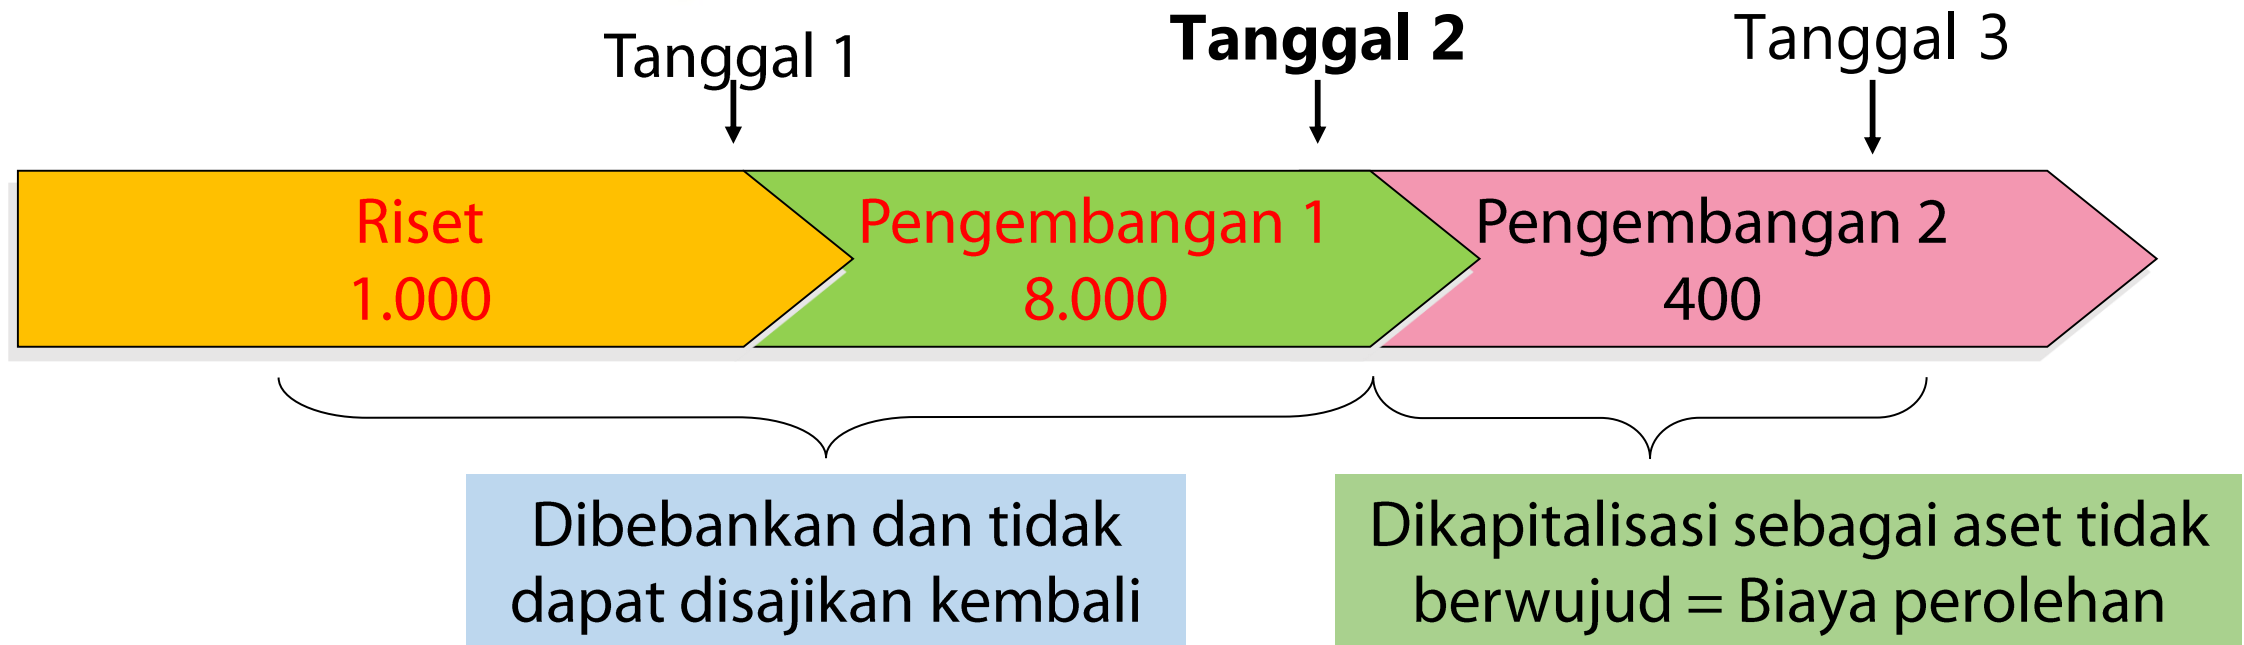 Tanggal 1
Tanggal 2
Tanggal 3
Riset
1.000
Pengembangan 1
8.000
Pengembangan 2
400
Dibebankan dan tidak
dapat disajikan kembali
Dikapitalisasi sebagai aset tidak
berwujud = Biaya perolehan